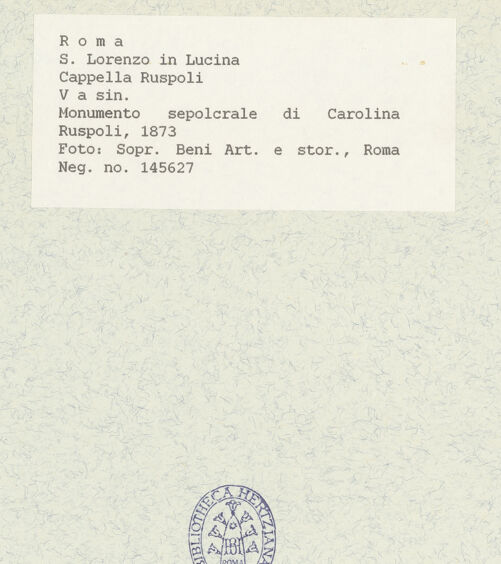 R o m a
S. Lorenzo in Lucina
Cappella Ruspoli
V a sin.
Monumento sepolcrale di Carolina
Ruspoli, 1873
Foto: Sopr. Beni Art. e stor., Roma
Neg. no. 145627
BIBLIOTHECA HERTZIANA
ROMA